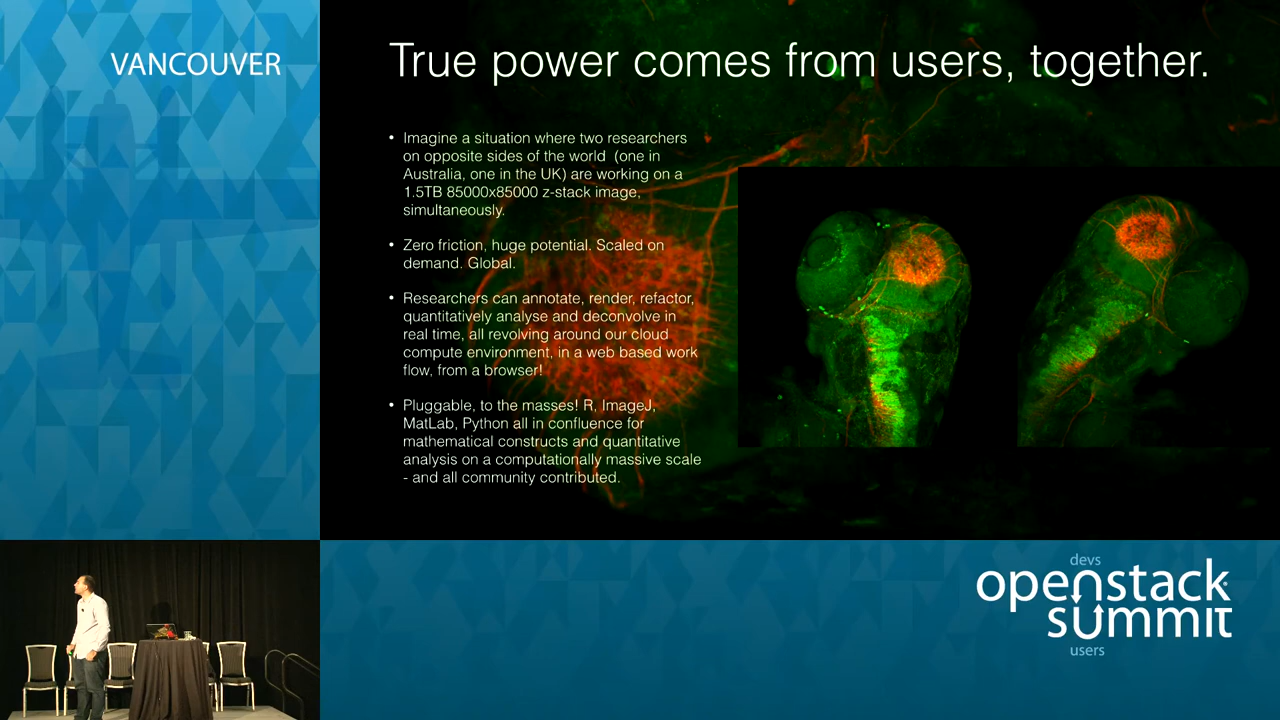 VANCOUVER
True power comes from users, together.
• Imagine a situation where two researchers
on opposite sides of the world (one in
Australia, one in the UK) are working on a
1.5TB 85000x85000 z-stack image,
simultaneously.
• Zero friction, huge potential. Scaled on
demand. Global.
• Researchers can annotate, render, refactor,
quantitatively analyse and deconvolve in
real time, all revolving around our cloud
compute environment, in a web based work
flow, from a browser!
• Pluggable, to the masses! R, ImageJ,
MatLab, Python all in confluence for
mathematical constructs and quantitative
analysis on a computationally massive scale
- and all community contributed.
devs
openstack
summit
users